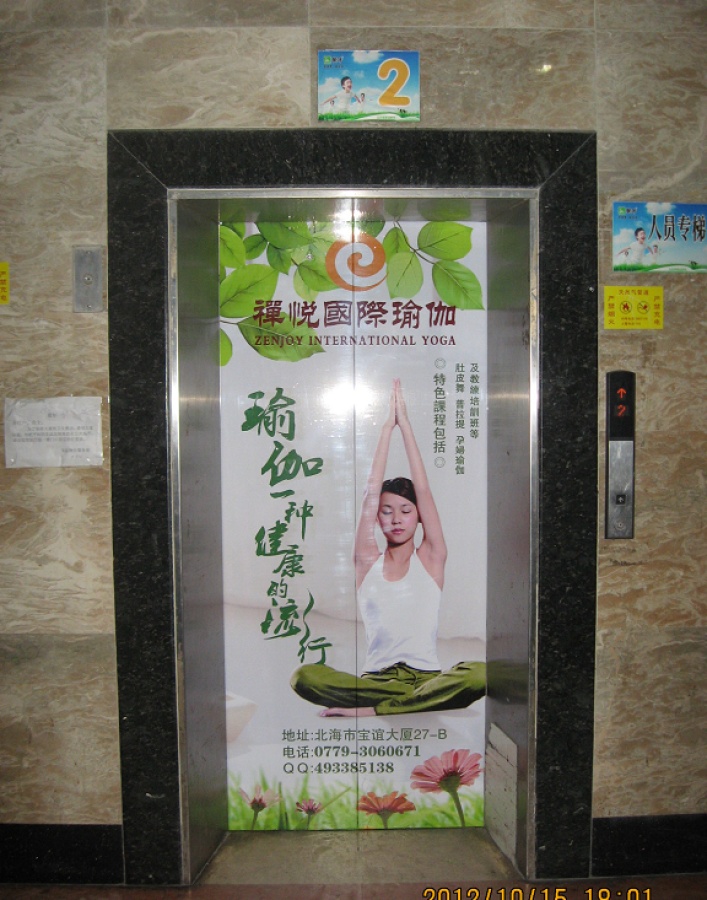 2
人员专梯
禪悦國際瑜伽
ZENJOY INTERNATIONAL YOGA
瑜伽一种健康的流行
◎特色課程包括◎
肚皮舞 普拉提 孕婦瑜伽
及教練培訓班等
2
地址:北海市宝谊大厦27-B
电话:0779-3060671
QQ:493385138
2012/10/15 18:01